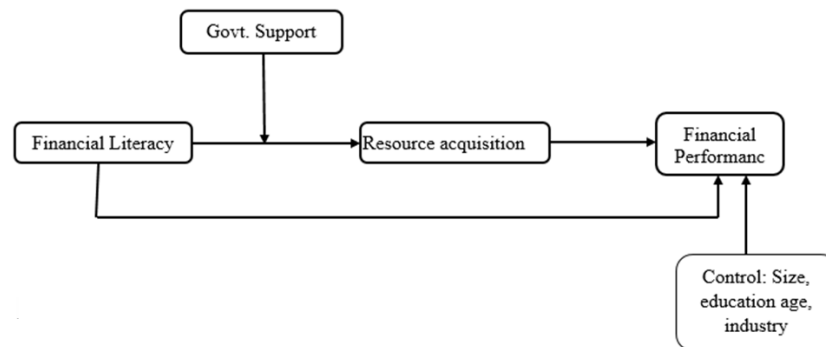 Govt. Support
Financial Literacy
Resource acquisition
Financial
Performanc
Control: Size,
education age,
industry